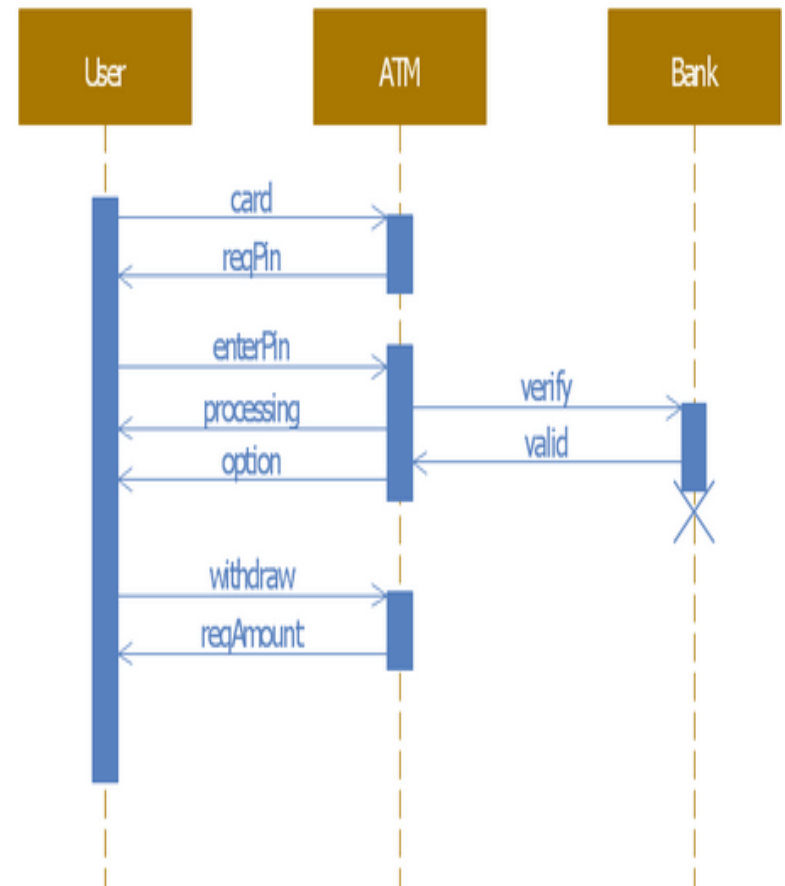 User
ATM
Bank
card
reqPin
enterPin
verify
processing
valid
option
withdraw
reqAmount